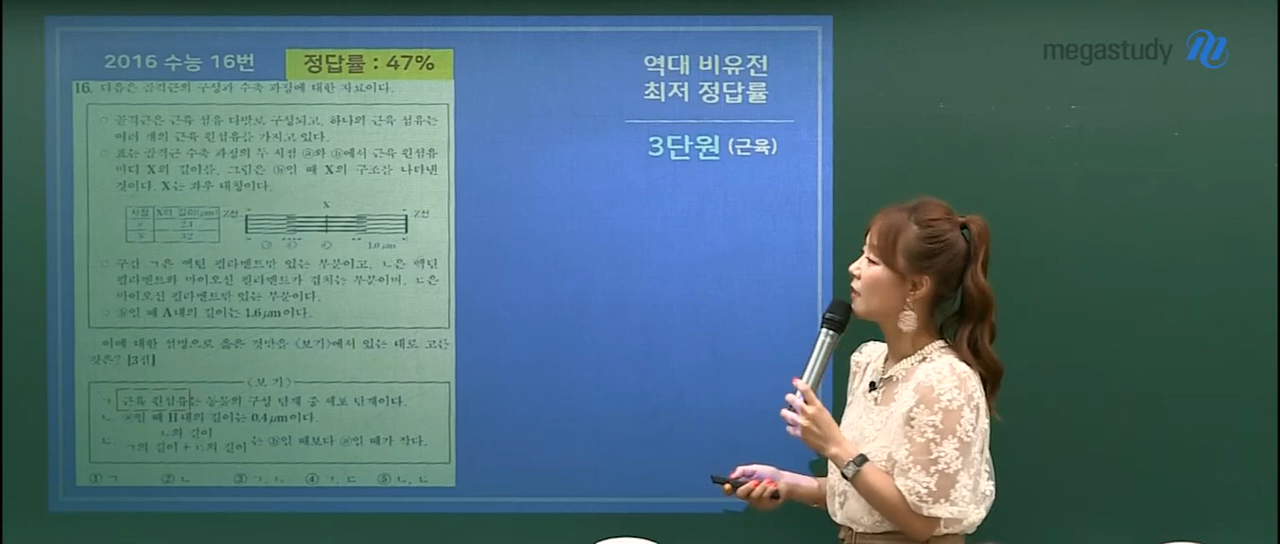 2016 수능 16번
정답률 : 47%
16. 다음은 골격근의 구성과 수축 과정에 대한 자료이다.
○ 골격근은 근육 섬유 다발로 구성되고, 하나의 근육 섬유는
여러 개의 근육 원섬유를 가지고 있다.
○ 표는 골격근 수축 과정의 두 시점 ⓐ와 ⓑ에서 근육 원섬유
마디 X의 길이를, 그림은 ⓑ일 때 X의 구조를 나타낸
것이다. X는 좌우 대칭이다.
시점 X의 길이(μm)
X
Z선 Z선
1.0 μm
○ 구간 ㉠은 액틴 필라멘트만 있는 부분이고, ㉡은 액틴
필라멘트와 마이오신 필라멘트가 겹치는 부분이며, ㉢은
마이오신 필라멘트만 있는 부분이다.
○ ⓑ일 때 A대의 길이는 1.6 μm이다.
이에 대한 설명으로 옳은 것만을 〈보기〉에서 있는 대로 고른
것은? [3점]
〈보 기〉
ㄱ. 근육 원섬유는 동물의 구성 단계 중 세포 단계이다.
ㄴ. ⓐ일 때 H대의 길이는 0.4 μm이다.
ㄷ. ㉡의 길이
㉠의 길이 + ㉢의 길이 는 ⓑ일 때보다 ⓐ일 때가 작다.
① ㄱ ② ㄴ ③ ㄱ, ㄴ ④ ㄱ, ㄷ ⑤ ㄴ, ㄷ
역대 비유전
최저 정답률
3단원 (근육)
megastudy